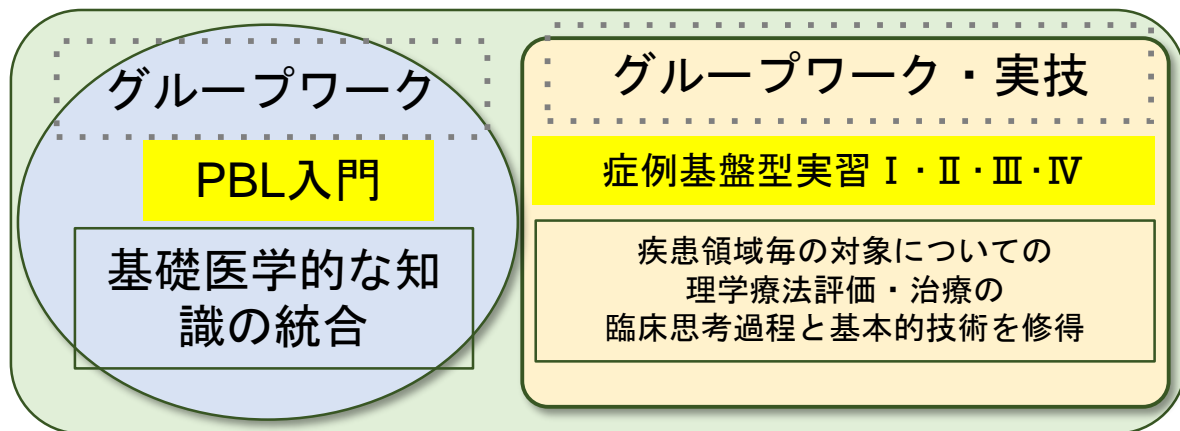 グループワーク
PBL入門
基礎医学的な知
識の統合
グループワーク・実技
症例基盤型実習Ⅰ・Ⅱ・Ⅲ・Ⅳ
疾患領域毎の対象についての
理学療法評価・治療の
臨床思考過程と基本的技術を修得